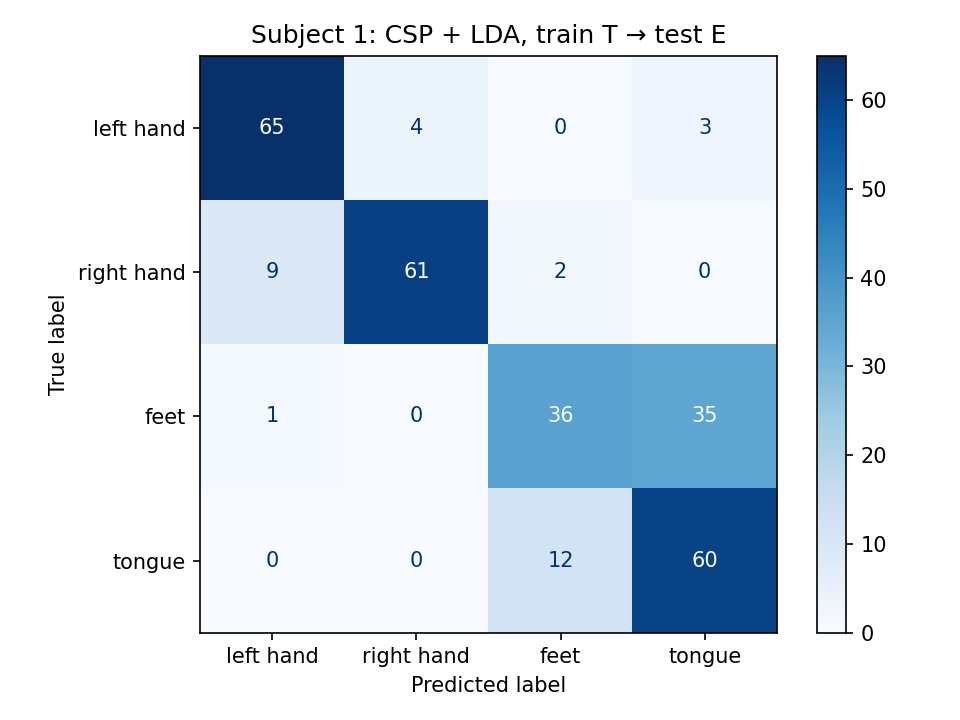 Subject 1: CSP + LDA, train T → test E
left hand
65
4
0
3
60
50
right hand
9
61
2
0
40
True label
30
feet
1
0
36
35
20
tongue
0
0
12
60
10
0
left hand
right hand
feet
tongue
Predicted label